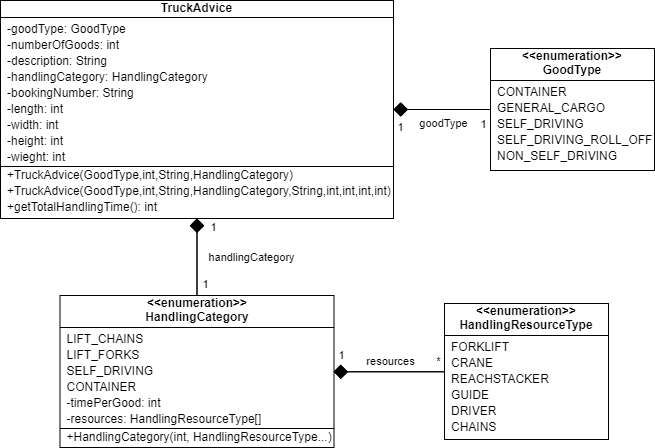 TruckAdvice
-goodType: GoodType
-numberOfGoods: int
-description: String
-handlingCategory: HandlingCategory
-bookingNumber: String
-length: int
-width: int
-height: int
-wieght: int
+TruckAdvice(GoodType,int,String,HandlingCategory)
+TruckAdvice(GoodType,int,String,HandlingCategory,String,int,int,int,int)
+getTotalHandlingTime(): int
1
goodType
1
<<enumeration>>
GoodType
CONTAINER
GENERAL_CARGO
SELF_DRIVING
SELF_DRIVING_ROLL_OFF
NON_SELF_DRIVING
1
handlingCategory
1
<<enumeration>>
HandlingCategory
LIFT_CHAINS
LIFT_FORKS
SELF_DRIVING
CONTAINER
-timePerGood: int
-resources: HandlingResourceType[]
+HandlingCategory(int, HandlingResourceType...)
1
resources
*
<<enumeration>>
HandlingResourceType
FORKLIFT
CRANE
REACHSTACKER
GUIDE
DRIVER
CHAINS